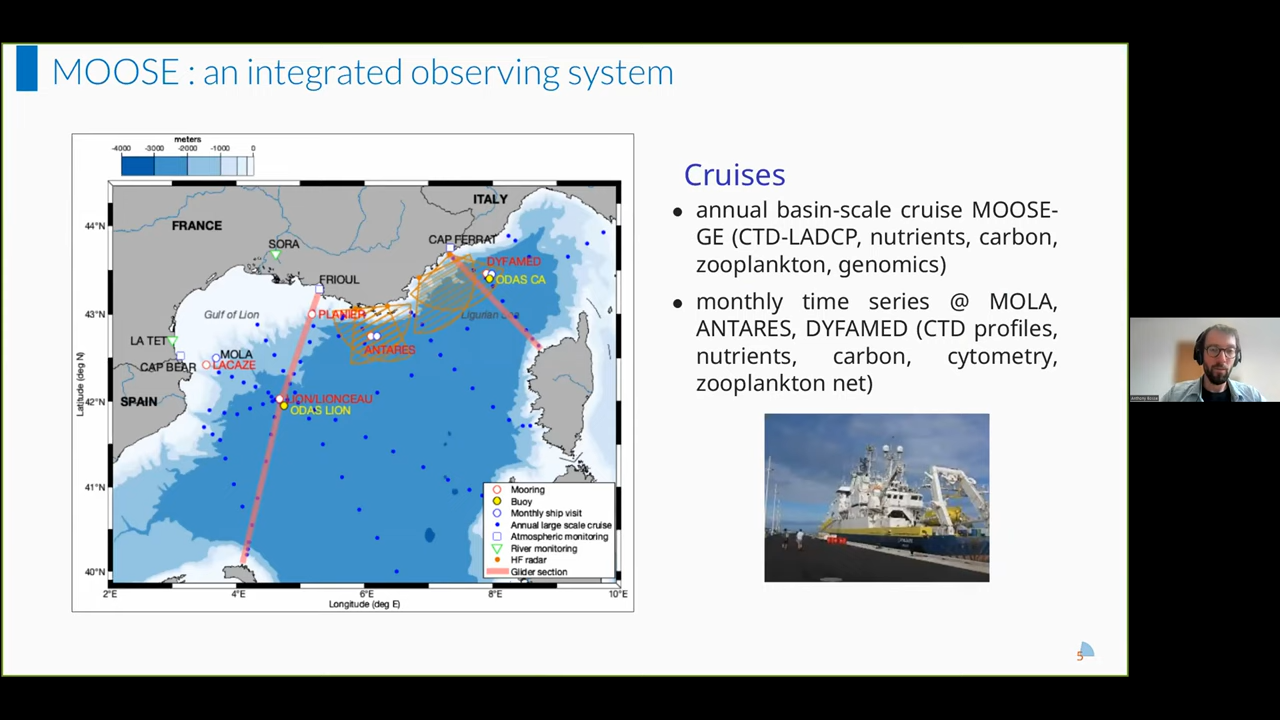 MOOSE : an integrated observing system
meters
-4000 -3000 -2000 -1000 0
ITALY
FRANCE
SORA
CAP FERRAT
DYFAMED
ODAS CA
FRIOUL
PLANIER
Gulf of Lion
Ligurian Sea
LA TET
MOLA
ANTARES
CAP BEAR
LACAZE
SPAIN
LION/LIONCEAU
ODAS LION
44°N
43°N
42°N
41°N
40°N
Latitude (deg N)
2°E 4°E 6°E 8°E 10°E
Longitude (deg E)
Mooring
Buoy
Monthly ship visit
Annual large scale cruise
Atmospheric monitoring
River monitoring
HF radar
Glider section
Cruises
• annual basin-scale cruise MOOSE-
GE (CTD-LADCP, nutrients, carbon,
zooplankton, genomics)
• monthly time series @ MOLA,
ANTARES, DYFAMED (CTD profiles,
nutrients, carbon, cytometry,
zooplankton net)
5